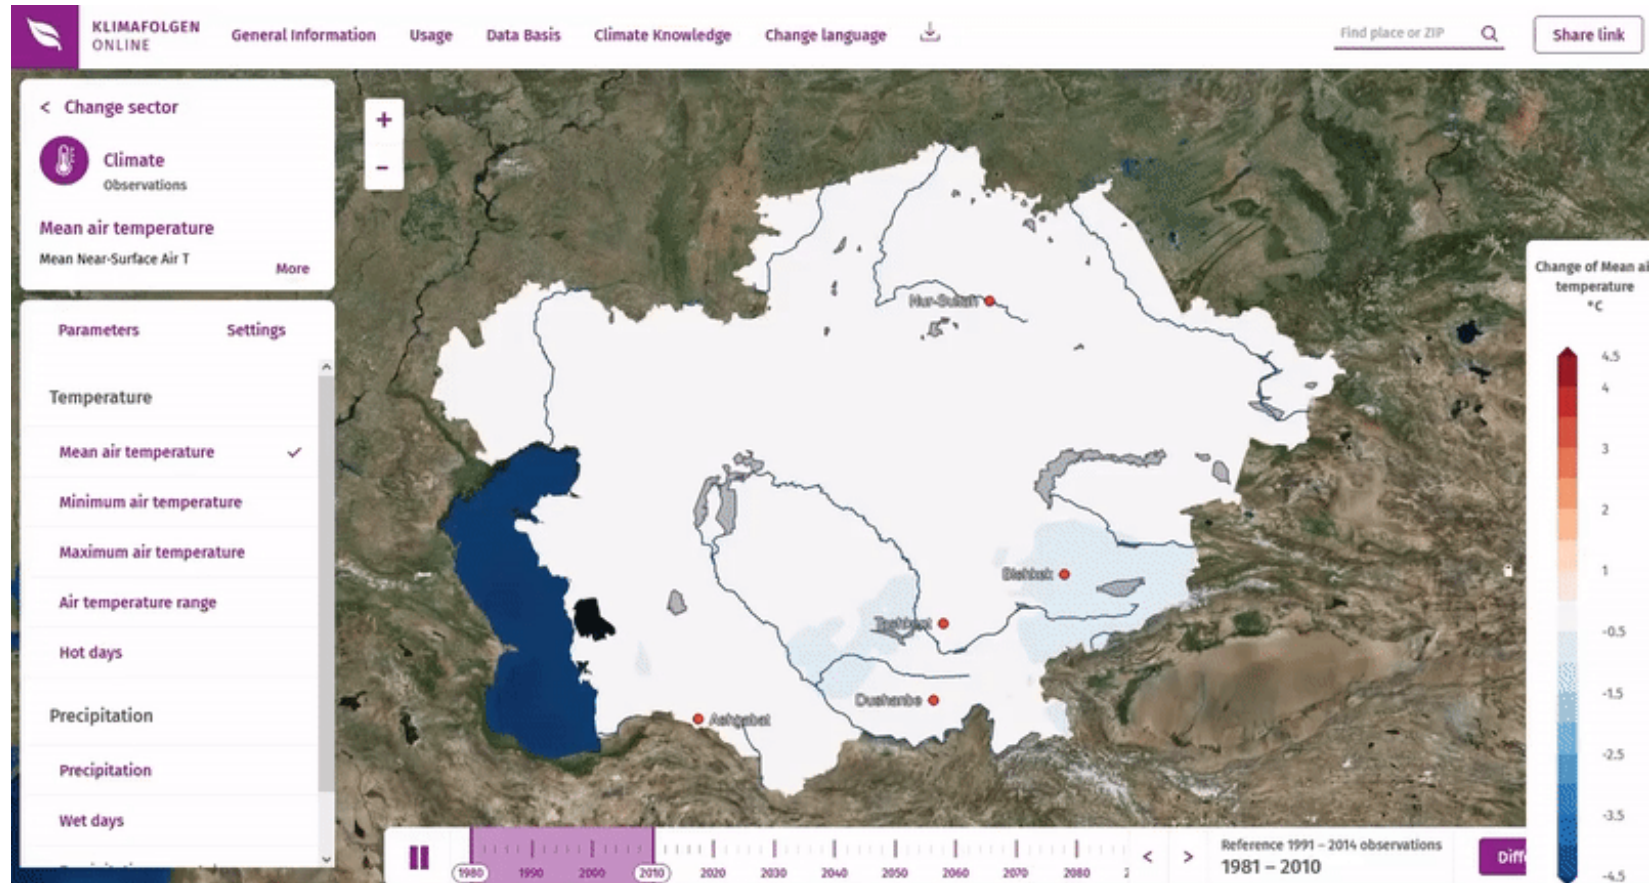 KLIMAFOLGEN
ONLINE
General Information
Usage
Data Basis
Climate Knowledge
Change language
Find place or ZIP
Share link
< Change sector
Climate
Observations
Mean air temperature
Mean Near-Surface Air T
More
Parameters
Settings
Temperature
Mean air temperature
Minimum air temperature
Maximum air temperature
Air temperature range
Hot days
Precipitation
Precipitation
Wet days
+
-
Nur-Sultan
Bishkek
Tashkent
Dushanbe
Ashgabat
Change of Mean ai
temperature
°C
4.5
4
3
2
1
-0.5
-1.5
-2.5
-3.5
-4.5
1980
1990
2000
2010
2020
2030
2040
2050
2060
2070
2080
2
<
>
Reference 1991 – 2014 observations
1981 – 2010
Diff